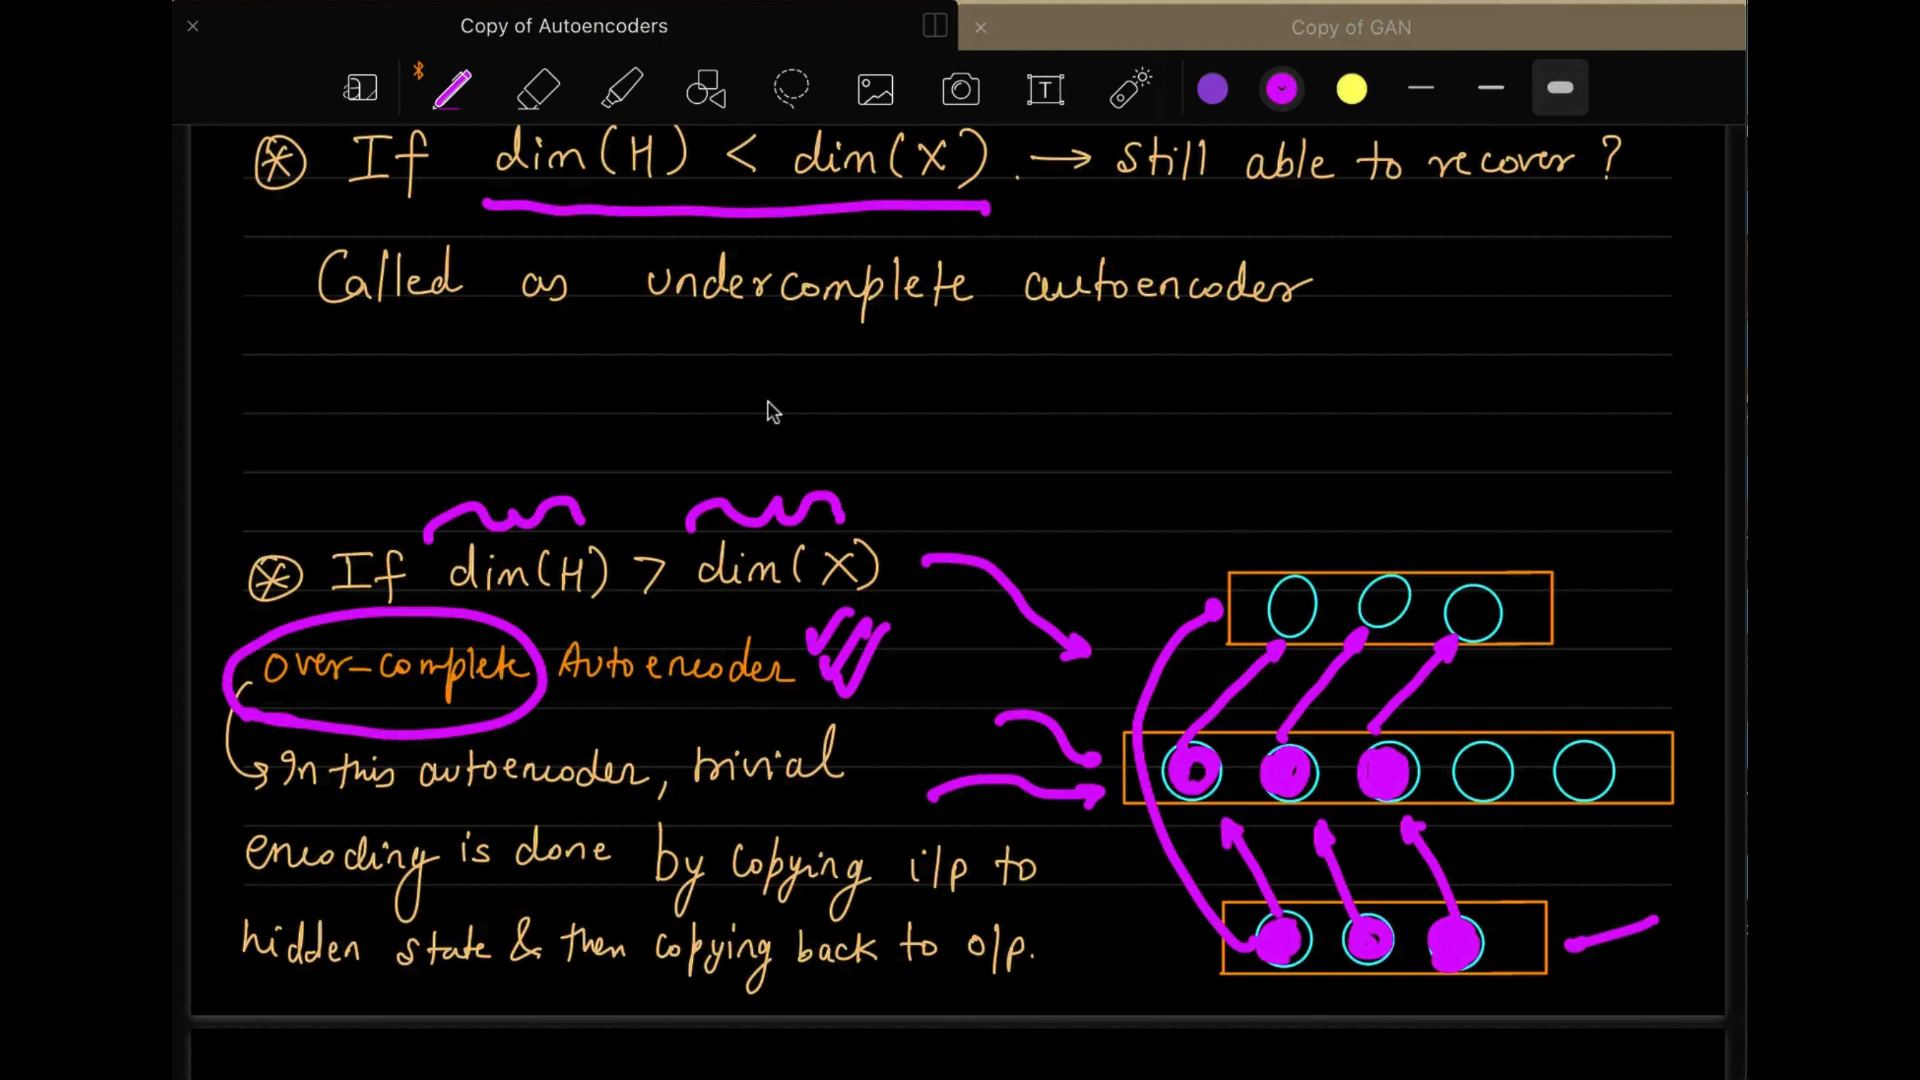 Copy of Autoencoders
Copy of GAN
If dim(H) < dim(X). → Still able to recover ?
Called as undercomplete autoencoder
If dim(H) > dim(X)
Over-complete Autoencoder
→ In this autoencoder, trivial
encoding is done by copying i/p to
hidden state & then copying back to o/p.